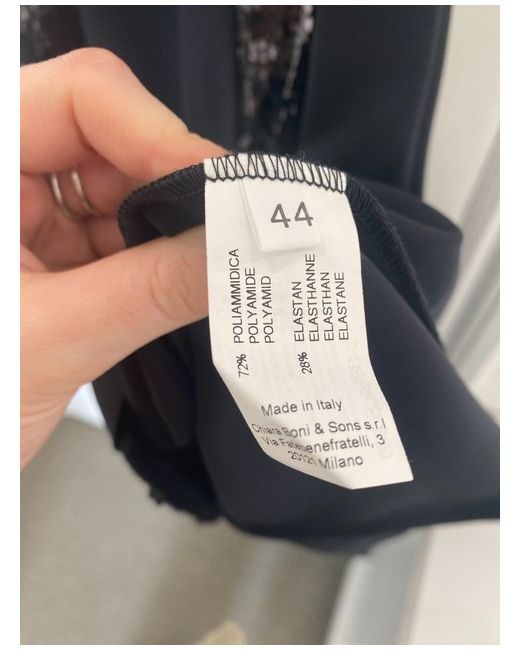 44
72% POLIAMMIDICA
POLYAMIDE
POLYAMID
28% ELASTAN
ELASTHANNE
ELASTHAN
ELASTANE
Made in Italy
Chiara Boni & Sons s.r.l
Via Fatebenefratelli, 3
20121 Milano